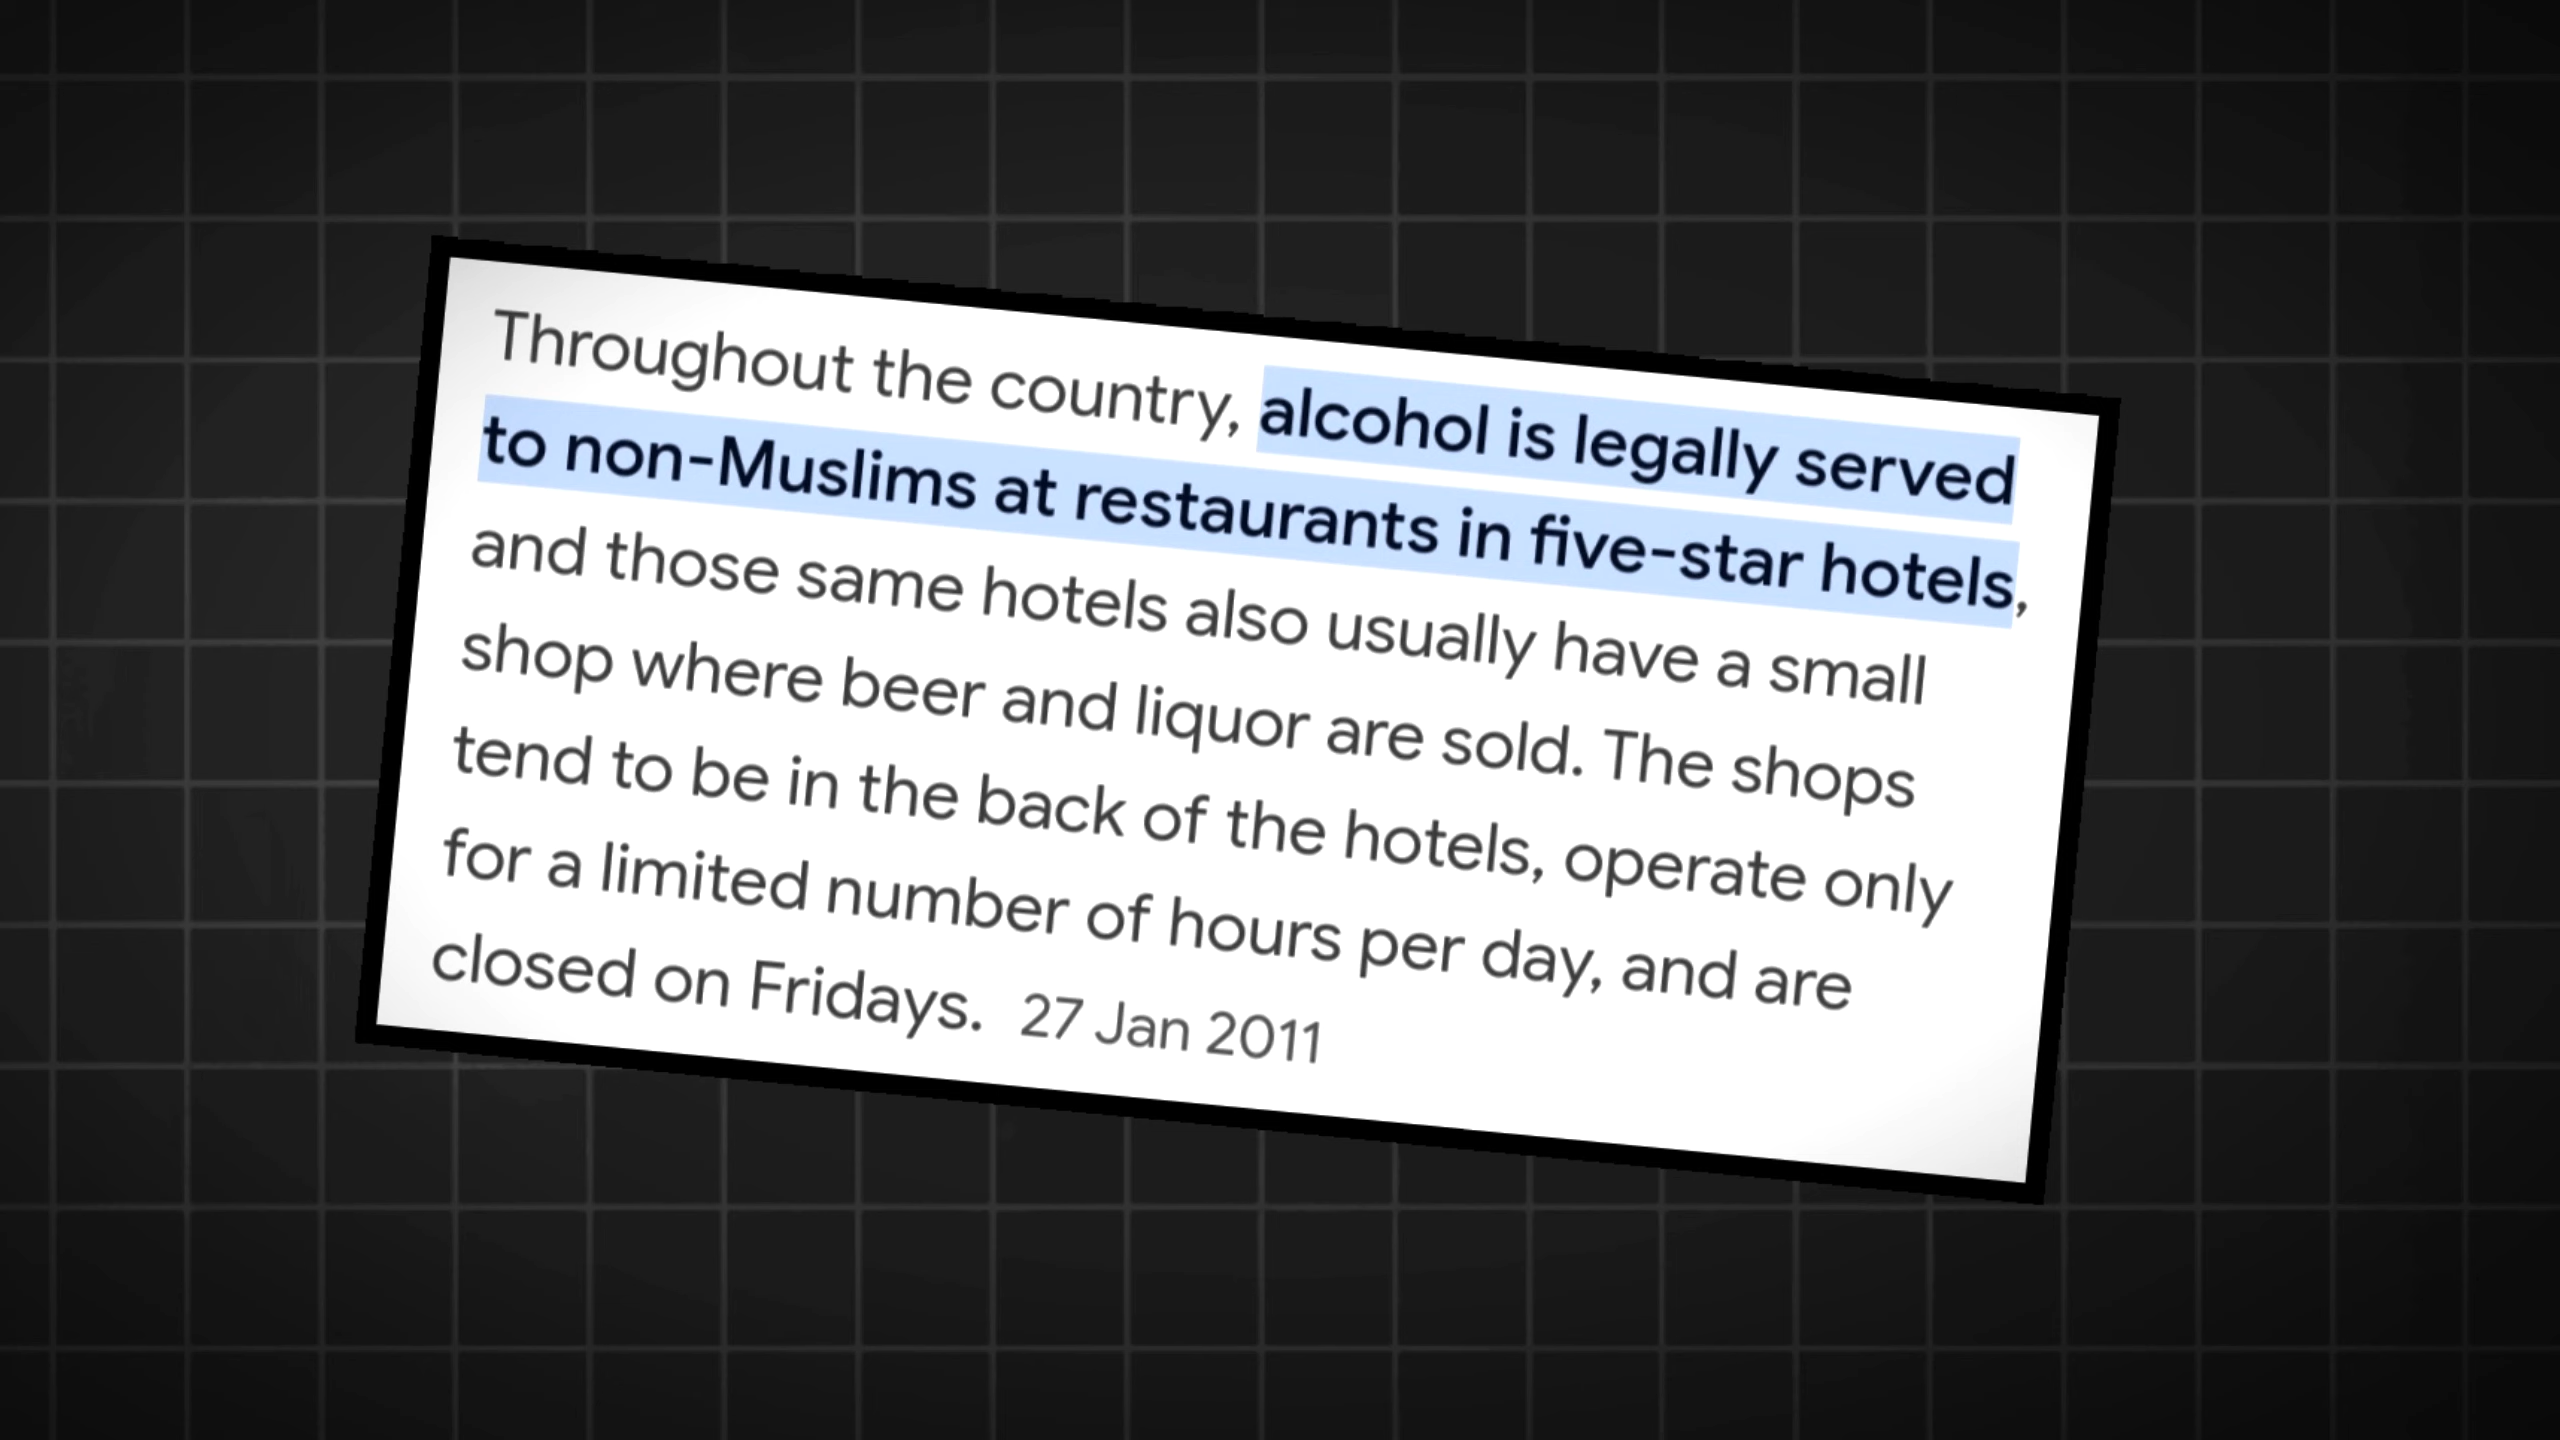 Throughout the country, alcohol is legally served
to non-Muslims at restaurants in five-star hotels,
and those same hotels also usually have a small
shop where beer and liquor are sold. The shops
tend to be in the back of the hotels, operate only
for a limited number of hours per day, and are
closed on Fridays. 27 Jan 2011